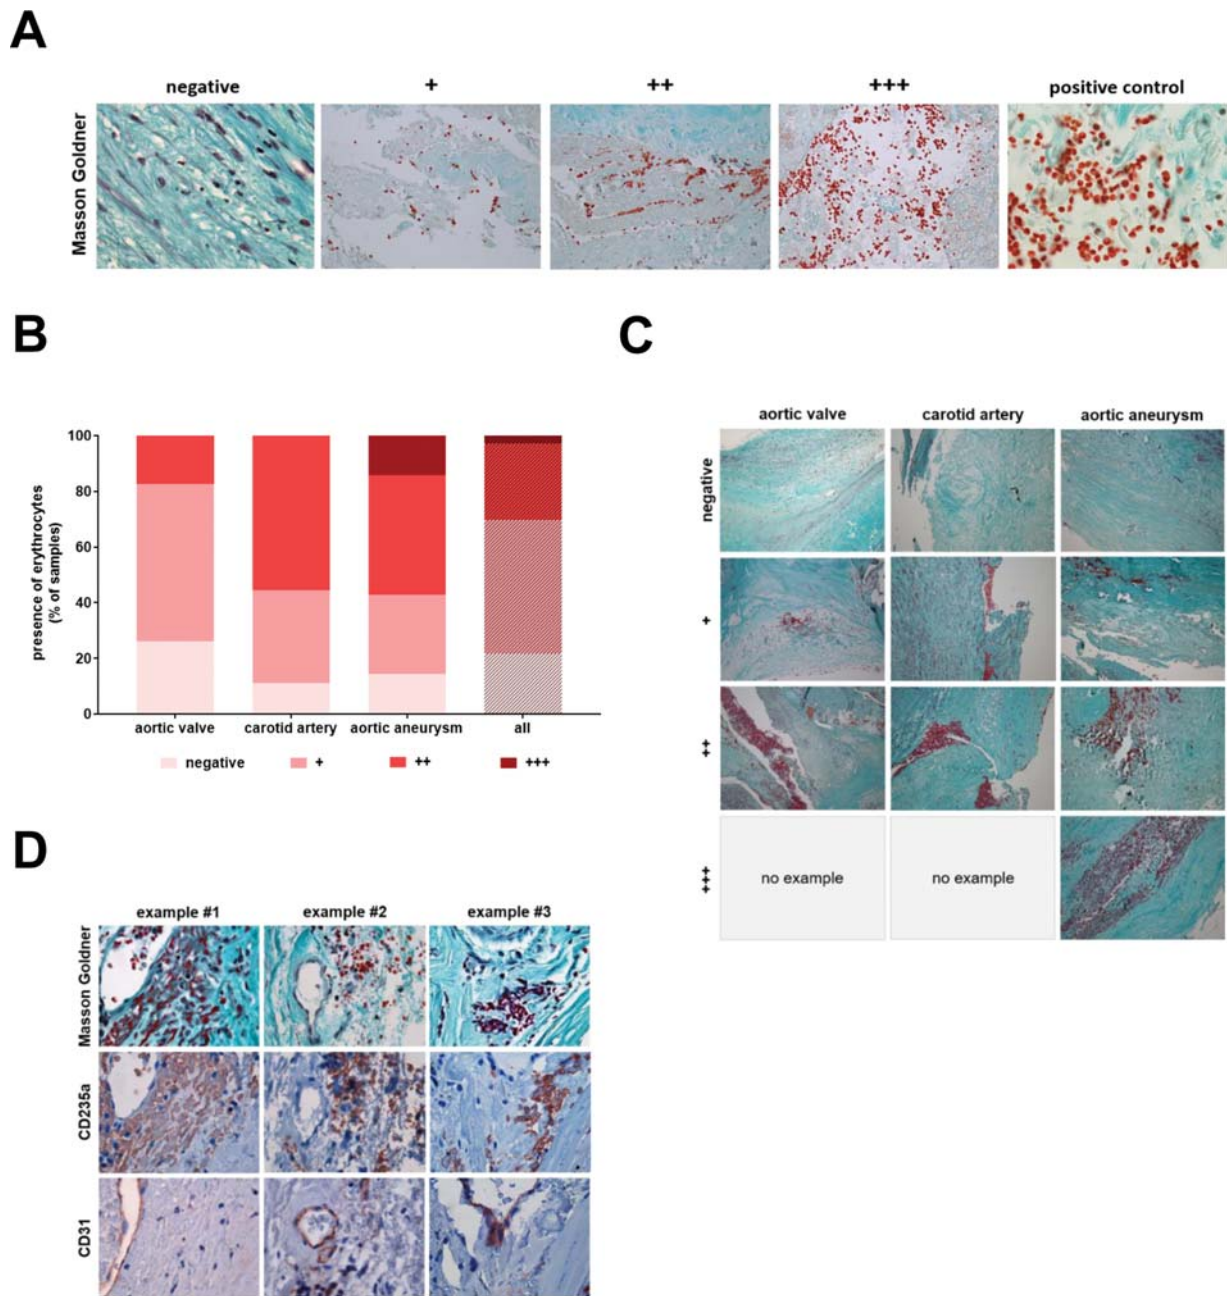 A
negative + ++ +++ positive control
Masson Goldner
B
presence of erythrocytes
(% of samples)
100
80
60
40
20
0
aortic valve carotid artery aortic aneurysm all
negative + ++ +++
C
aortic valve carotid artery aortic aneurysm
negative
+
++
+++
no example no example
D
example #1 example #2 example #3
Masson Goldner
CD235a
CD31